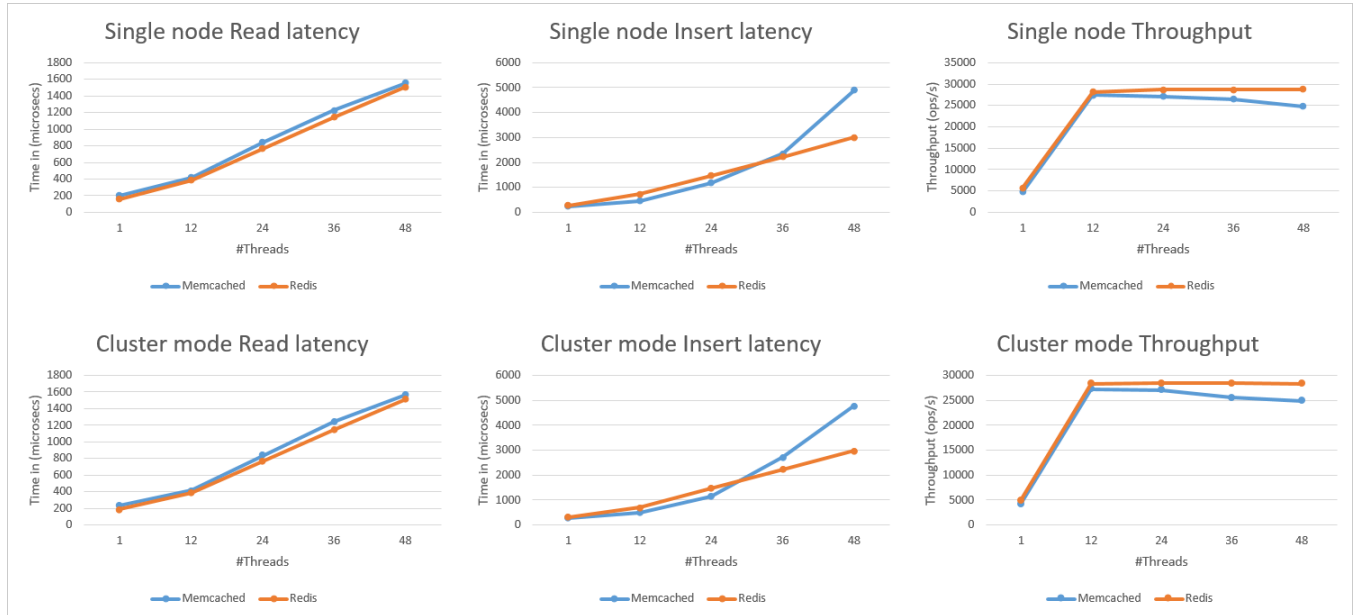 Single node Read latency
Time in (microsecs)
1800
1600
1400
1200
1000
800
600
400
200
0
1 12 24 36 48
#Threads
Memcached Redis
Single node Insert latency
Time in (microsecs)
6000
5000
4000
3000
2000
1000
0
1 12 24 36 48
#Threads
Memcached Redis
Single node Throughput
Throughput (ops/s)
35000
30000
25000
20000
15000
10000
5000
0
1 12 24 36 48
#Threads
Memcached Redis
Cluster mode Read latency
Time in (microsecs)
1800
1600
1400
1200
1000
800
600
400
200
0
1 12 24 36 48
#Threads
Memcached Redis
Cluster mode Insert latency
Time in (microsecs)
6000
5000
4000
3000
2000
1000
0
1 12 24 36 48
#Threads
Memcached Redis
Cluster mode Throughput
Throughput (ops/s)
30000
25000
20000
15000
10000
5000
0
1 12 24 36 48
#Threads
Memcached Redis